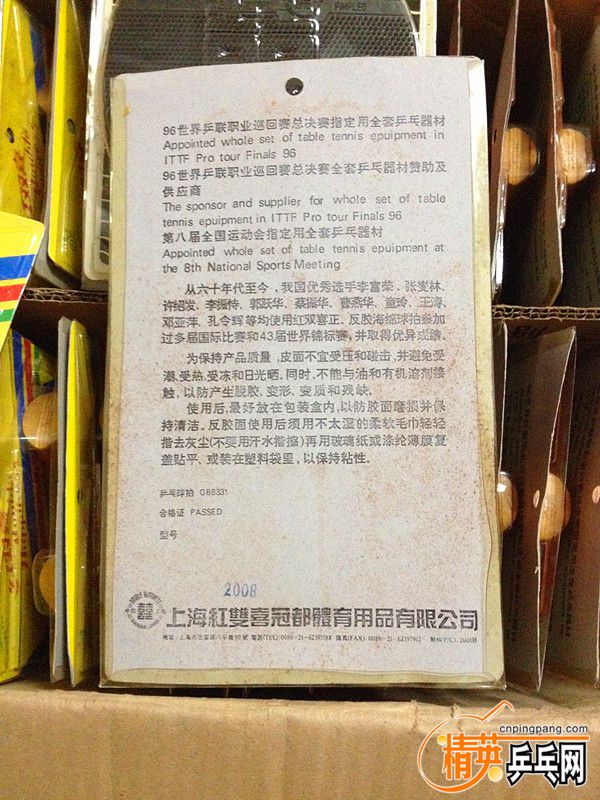 PIMPLED
96世界乒联职业巡回赛总决赛指定用全套乒乓器材
Appointed whole set of table tennis epuipment in
ITTF Pro tour Finals 96
96世界乒联职业巡回赛总决赛全套乒乓器材赞助及
供应商
The sponsor and supplier for whole set of table
tennis epuipment in ITTF Pro tour Finals 96
第八届全国运动会指定用全套乒乓器材
Appointed whole set of table tennis epuipment at
the 8th National Sports Meeting
从六十年代至今，我国优秀选手李富荣、张燮林、
许绍发、李振恃、郭跃华、蔡振华、曹燕华、童玲、王涛、
邓亚萍、孔令辉等均使用红双喜正、反胶海绵球拍参加
过多届国际比赛和43届世界锦标赛，并取得优异成绩。
为保持产品质量，皮面不宜受压和碰击，并避免受
潮、受热、受冻和日光晒。同时，不能与油和有机溶剂接
触，以防产生脱胶、变形、变质和残缺。
使用后，最好放在包装盒内，以防胶面磨损并保
持清洁。反胶面使用后须用不太湿的柔软毛巾轻轻
揩去灰尘(不要用汗水揩擦)再用玻璃纸或涤纶薄膜复
盖贴平、或装在塑料袋里，以保持粘性。
乒乓球拍 GB8331
合格证 PASSED
型号
2008
上海紅雙喜冠都體育用品有限公司
cnpingpang.com
精英乒乓网